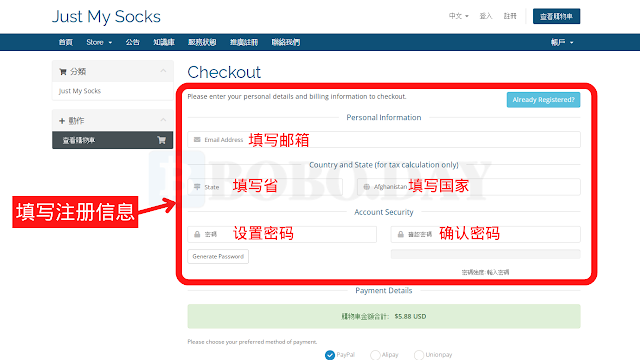 Just My Socks
中文
登入
註冊
查看購物車
首頁 Store 公告 知識庫 服務狀態 推廣註冊 聯絡我們 帳戶
分類
Just My Socks
動作
查看購物車
Checkout
Please enter your personal details and billing information to checkout.
Already Registered?
Personal Information
Email Address 填写邮箱
Country and State (for tax calculation only)
State 填写省
Afghanistan 填写国家
填写注册信息
Account Security
密碼 设置密码
確認密碼 确认密码
Generate Password
密碼強度: 輸入密碼
Payment Details
購物車金額合計: $5.88 USD
Please choose your preferred method of payment.
PayPal
Alipay
Unionpay